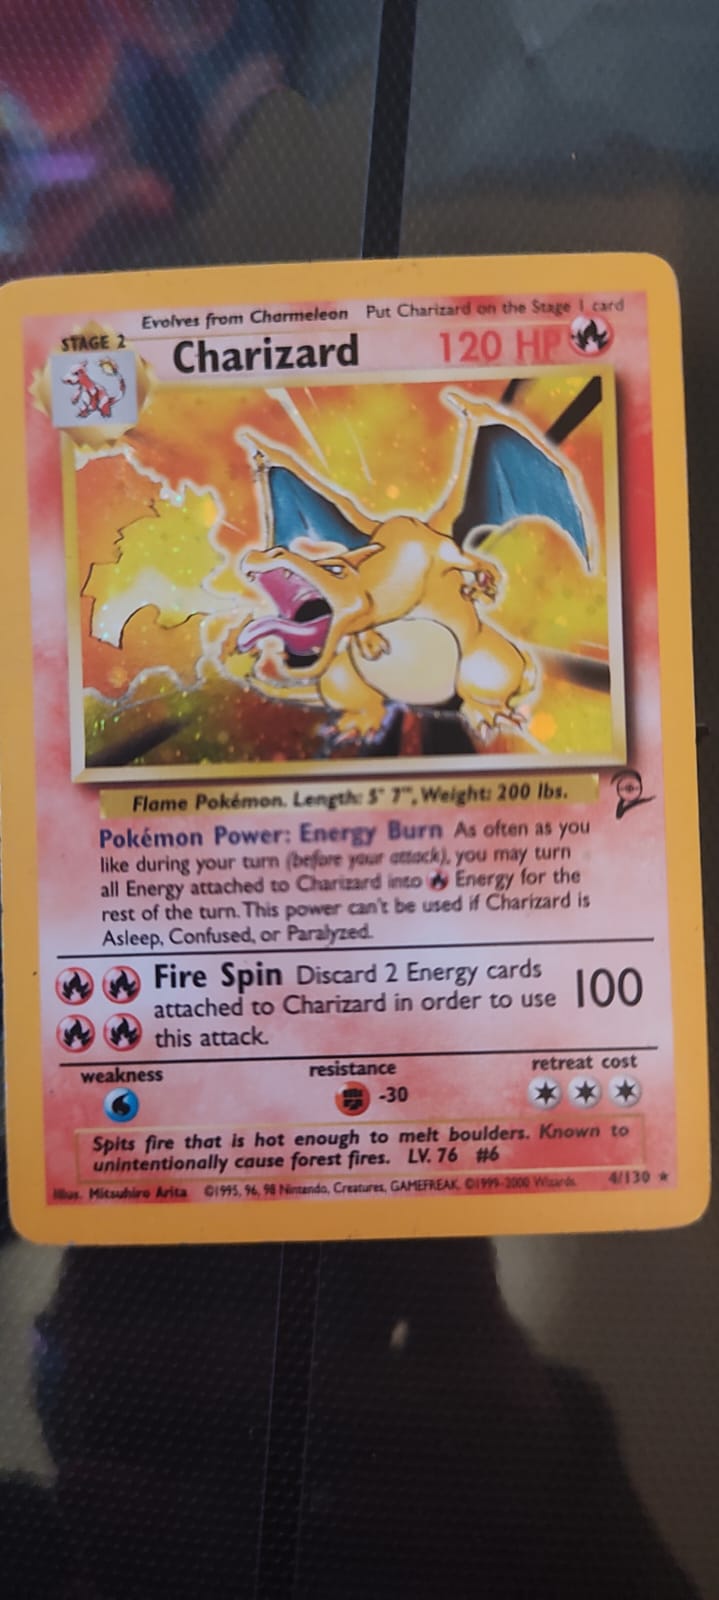 Evolves from Charmeleon Put Charizard on the Stage 1 card
STAGE 2
Charizard 120 HP
Flame Pokémon. Length: 5' 7", Weight: 200 lbs.
Pokémon Power: Energy Burn As often as you
like during your turn (before your attack), you may turn
all Energy attached to Charizard into Energy for the
rest of the turn. This power can't be used if Charizard is
Asleep, Confused, or Paralyzed.
Fire Spin Discard 2 Energy cards
attached to Charizard in order to use
this attack.
100
weakness resistance retreat cost
-30
Spits fire that is hot enough to melt boulders. Known to
unintentionally cause forest fires. LV. 76 #6
Illus. Mitsuhiro Arita ©1995, 96, 98 Nintendo, Creatures, GAMEFREAK. ©1999-2000 Wizards. 4/130 ★